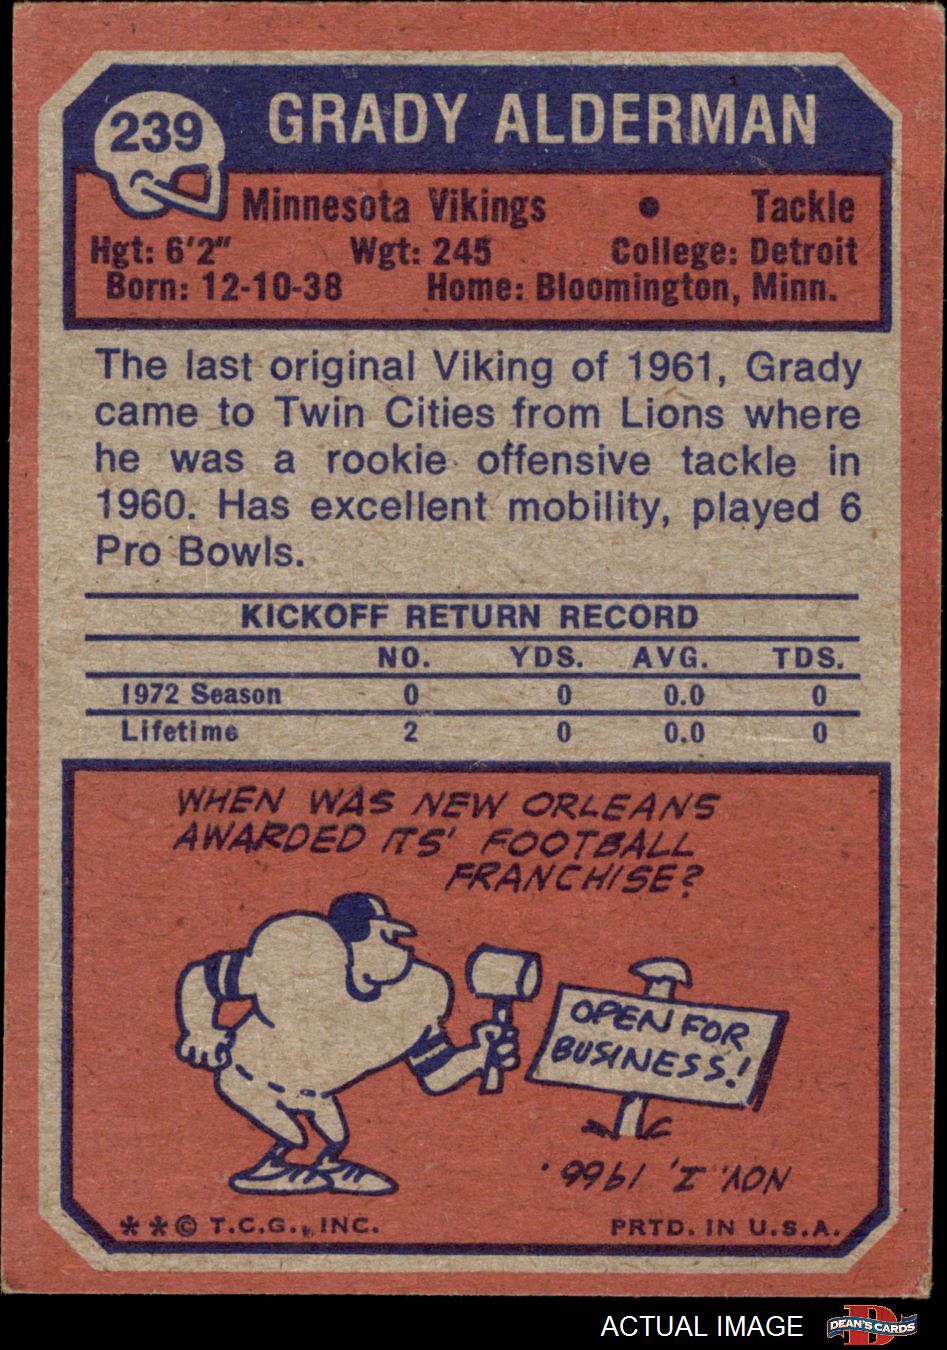 239
GRADY ALDERMAN
Minnesota Vikings • Tackle
Hgt: 6'2" Wgt: 245 College: Detroit
Born: 12-10-38 Home: Bloomington, Minn.
The last original Viking of 1961, Grady
came to Twin Cities from Lions where
he was a rookie offensive tackle in
1960. Has excellent mobility, played 6
Pro Bowls.
KICKOFF RETURN RECORD
NO. YDS. AVG. TDS.
1972 Season 0 0 0.0 0
Lifetime 2 0 0.0 0
WHEN WAS NEW ORLEANS
AWARDED ITS' FOOTBALL
FRANCHISE?
OPEN FOR
BUSINESS!
NOV. 1, 1966.
**© T.C.G., INC. PRTD. IN U.S.A.
ACTUAL IMAGE
D
DEAN'S CARDS